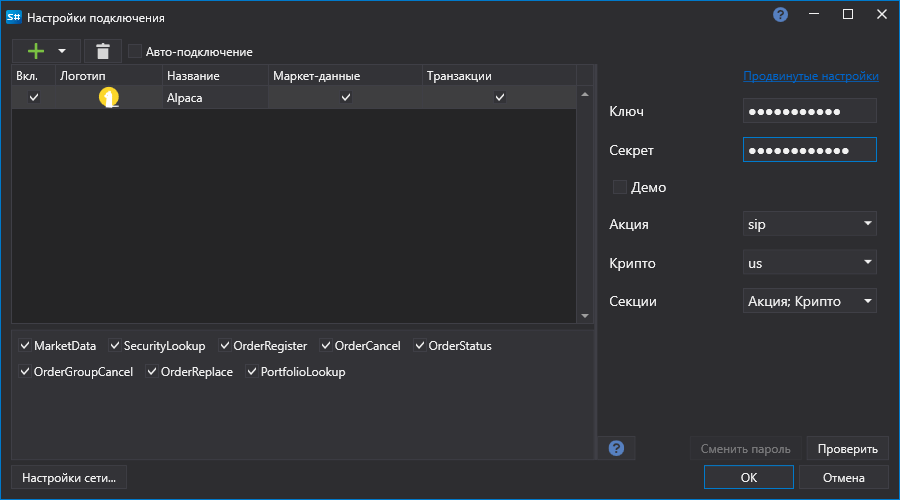 S# Настройки подключения
Авто-подключение
Вкл. Логотип Название Маркет-данные Транзакции
Alpaca
Продвинутые настройки
Ключ ●●●●●●●●●●●
Секрет ●●●●●●●●●●●●
Демо
Акция sip
Крипто us
Секции Акция; Крипто
MarketData SecurityLookup OrderRegister OrderCancel OrderStatus
OrderGroupCancel OrderReplace PortfolioLookup
Сменить пароль Проверить
Настройки сети... ОК Отмена